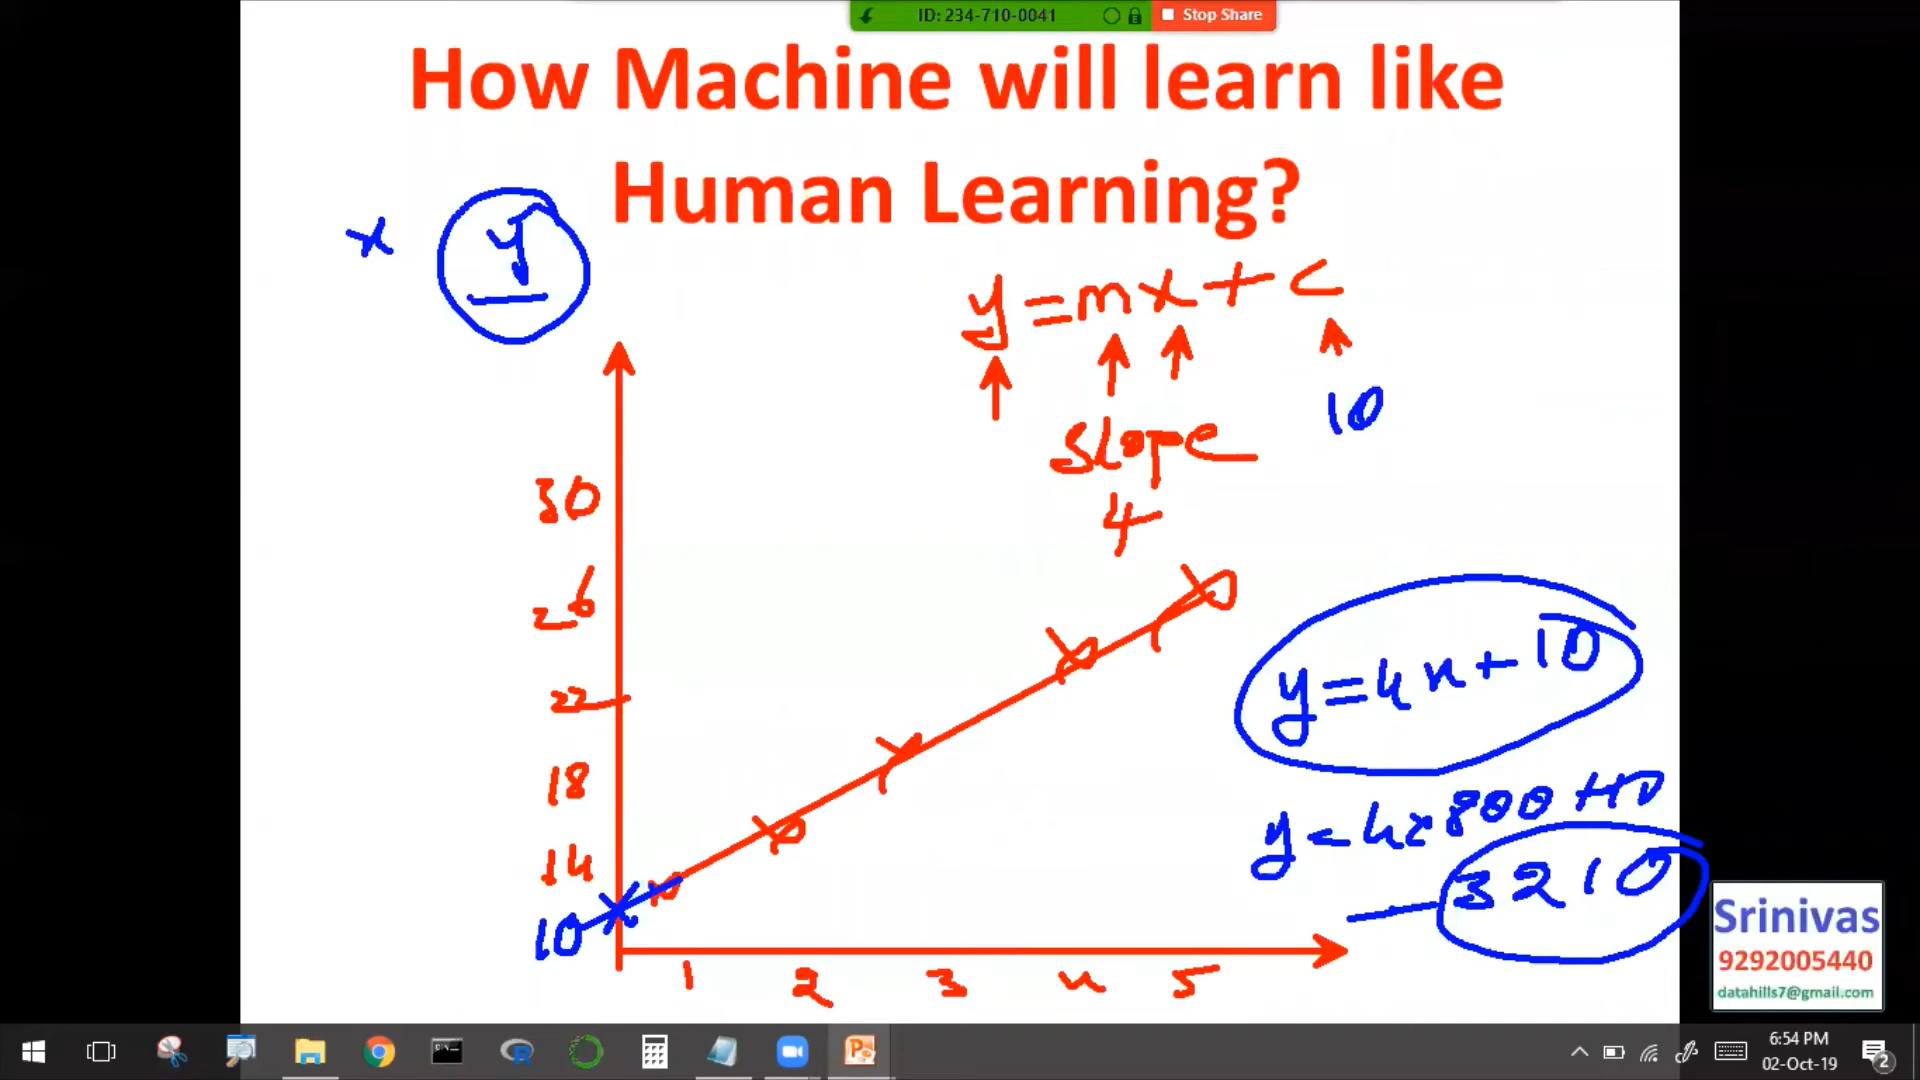 ID: 234-710-0041
Stop Share
How Machine will learn like
Human Learning?
x
y
y = mx + c
10
slope
4
30
26
22
18
14
10
1 2 3 4 5
y = 4x + 10
y = 4x800 + 10
3210
Srinivas
9292005440
datahills7@gmail.com
6:54 PM
02-Oct-19
2